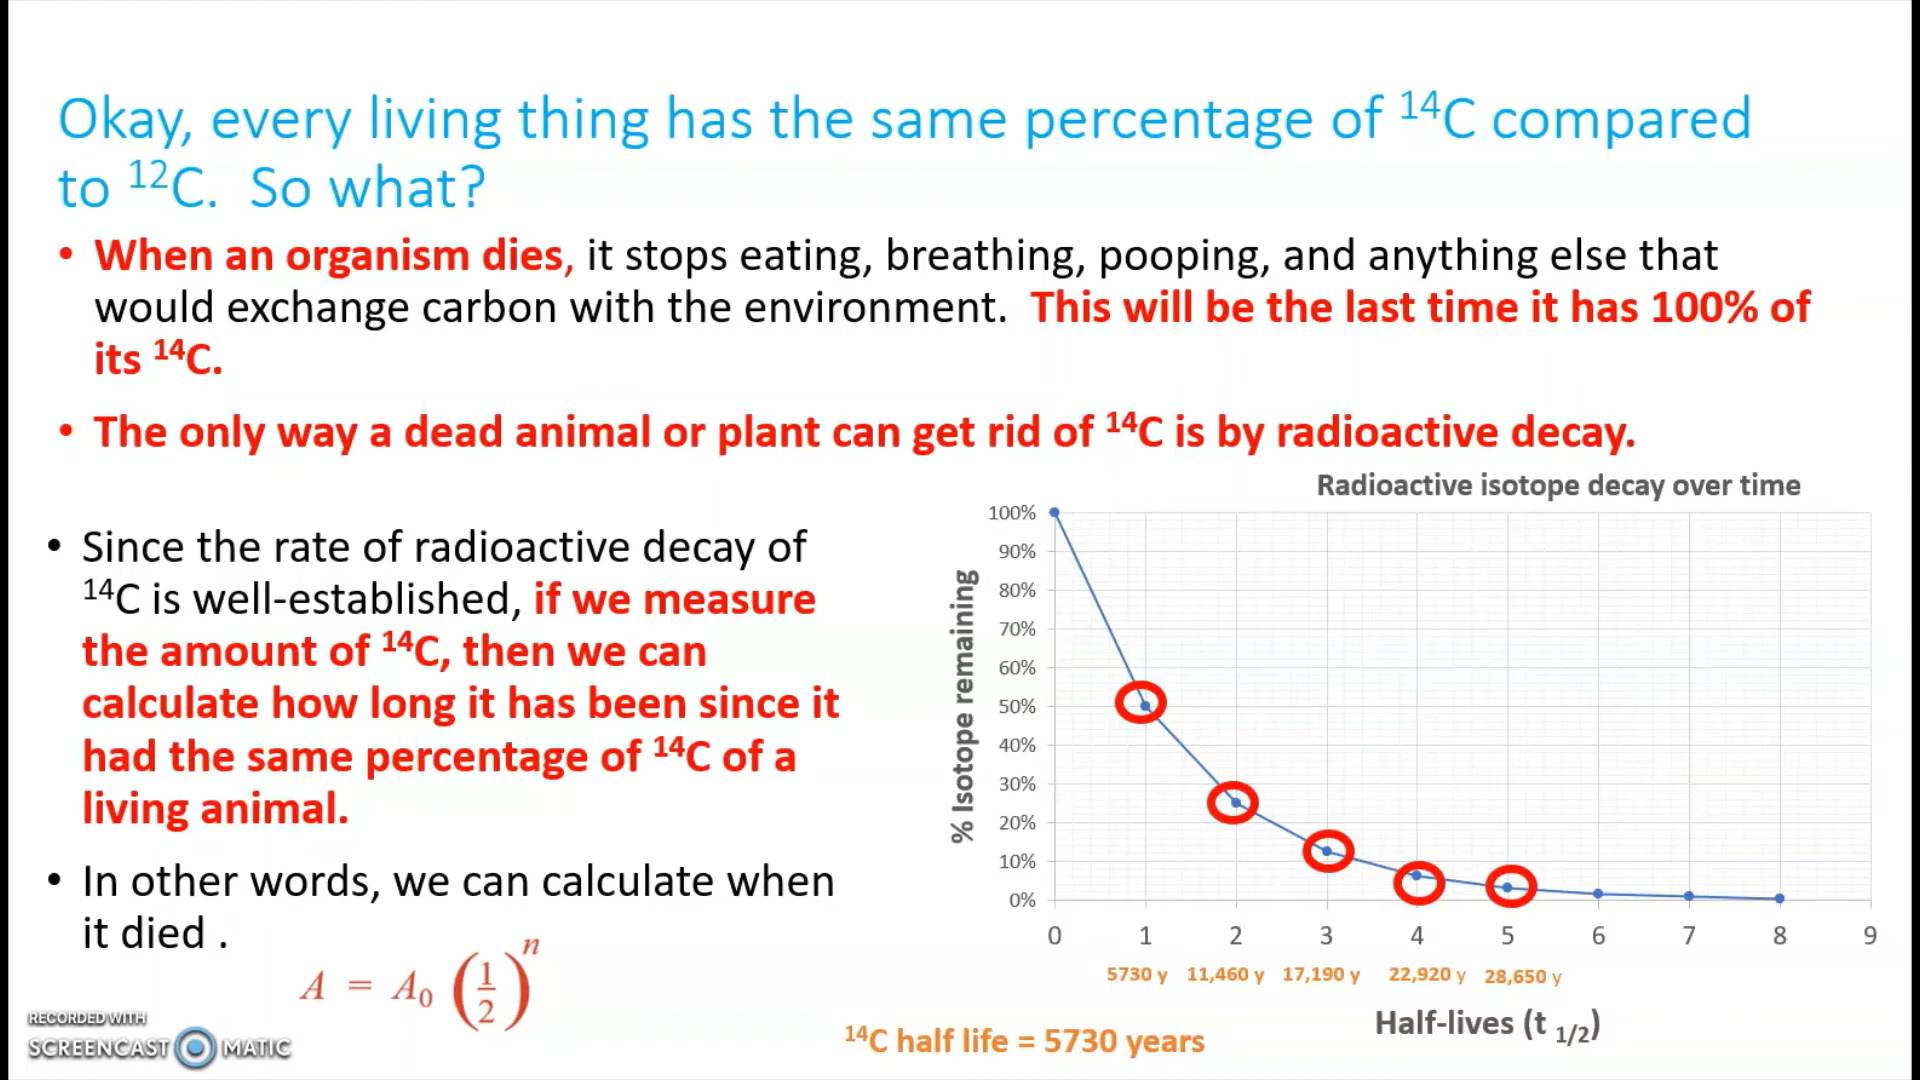 Okay, every living thing has the same percentage of ¹⁴C compared
to ¹²C.  So what?
• When an organism dies, it stops eating, breathing, pooping, and anything else that
would exchange carbon with the environment.  This will be the last time it has 100% of
its ¹⁴C.
• The only way a dead animal or plant can get rid of ¹⁴C is by radioactive decay.
• Since the rate of radioactive decay of
¹⁴C is well-established, if we measure
the amount of ¹⁴C, then we can
calculate how long it has been since it
had the same percentage of ¹⁴C of a
living animal.
• In other words, we can calculate when
it died .
A = A₀ (1/2)ⁿ
Radioactive isotope decay over time
% Isotope remaining
100%
90%
80%
70%
60%
50%
40%
30%
20%
10%
0%
0 1 2 3 4 5 6 7 8 9
5730 y 11,460 y 17,190 y 22,920 y 28,650 y
Half-lives (t 1/2)
¹⁴C half life = 5730 years
RECORDED WITH
SCREENCAST MATIC